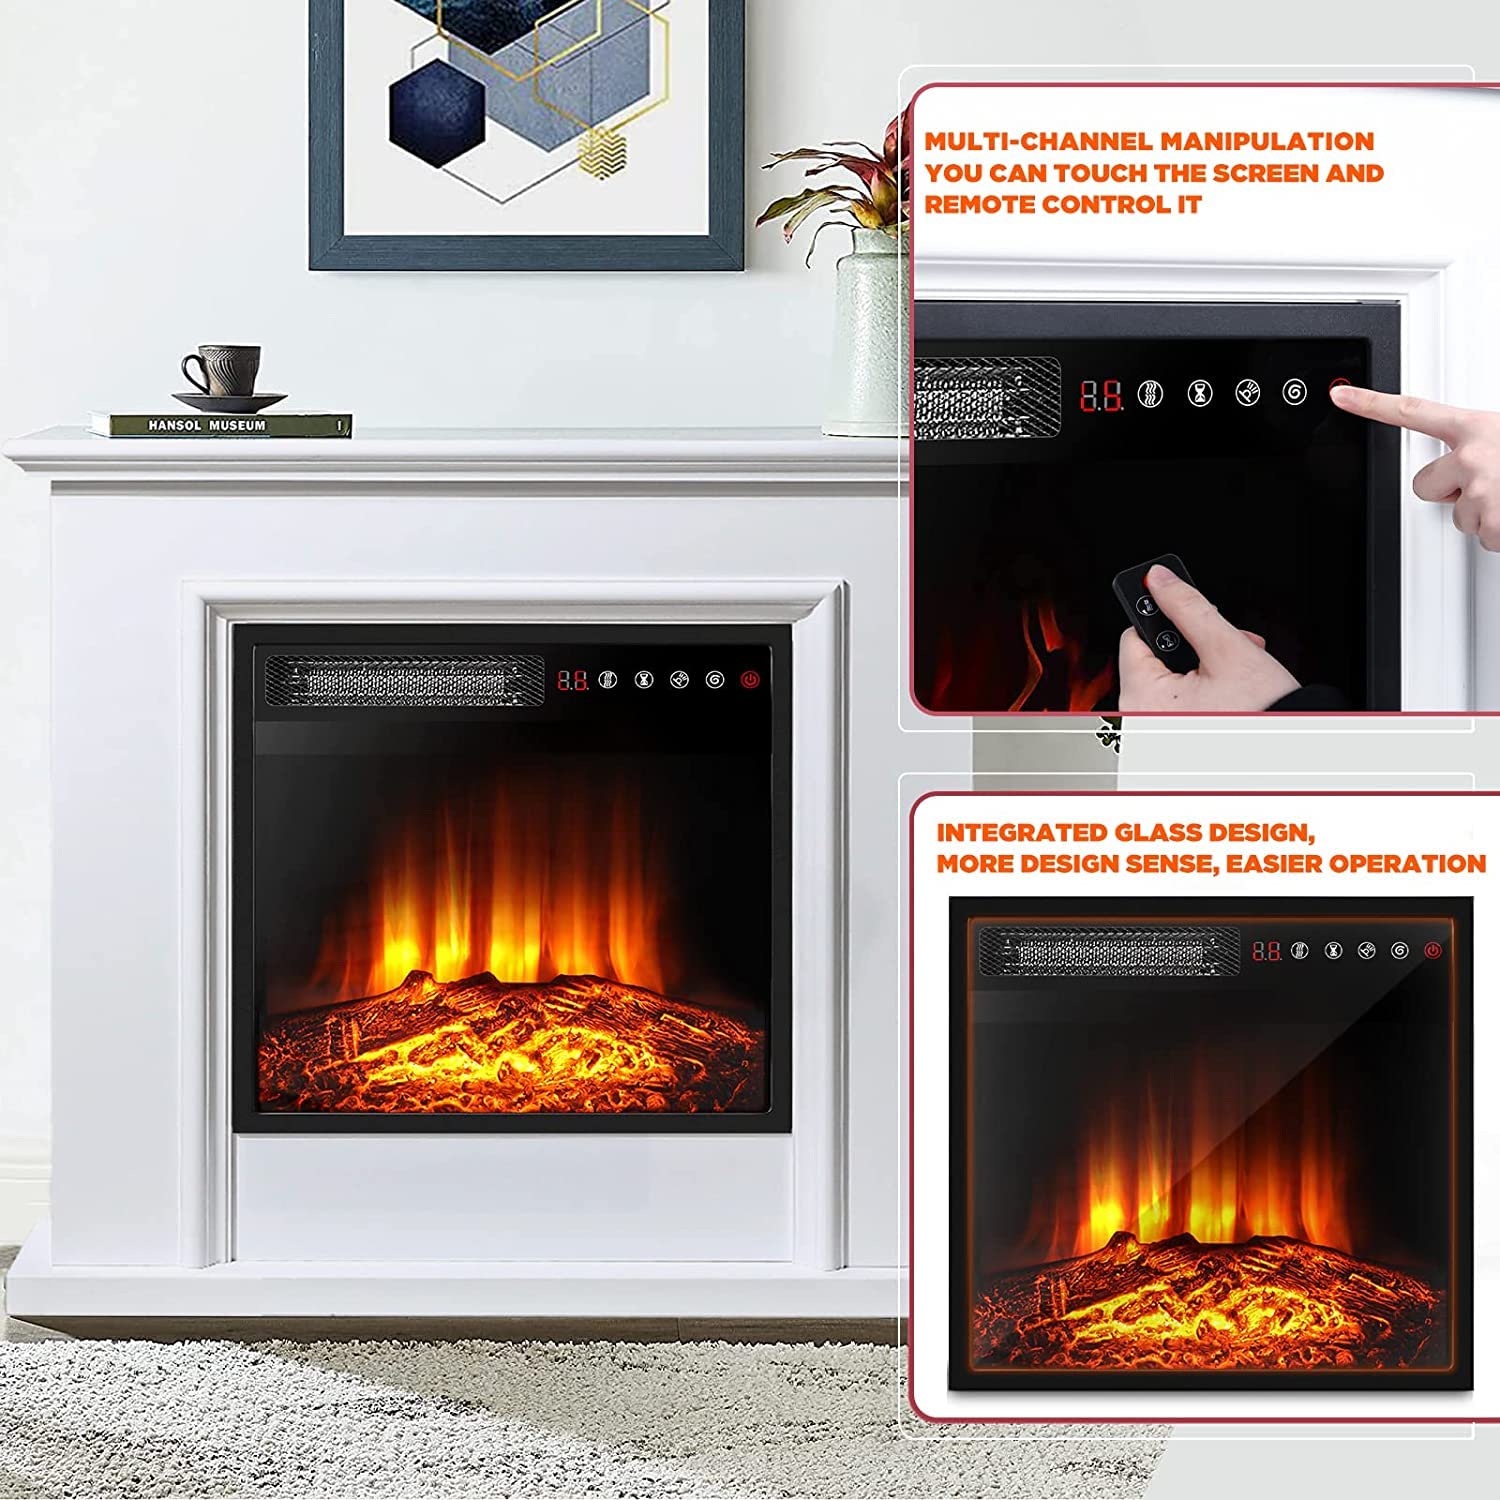 MULTI-CHANNEL MANIPULATION
YOU CAN TOUCH THE SCREEN AND
REMOTE CONTROL IT
HANSOL MUSEUM
INTEGRATED GLASS DESIGN,
MORE DESIGN SENSE, EASIER OPERATION